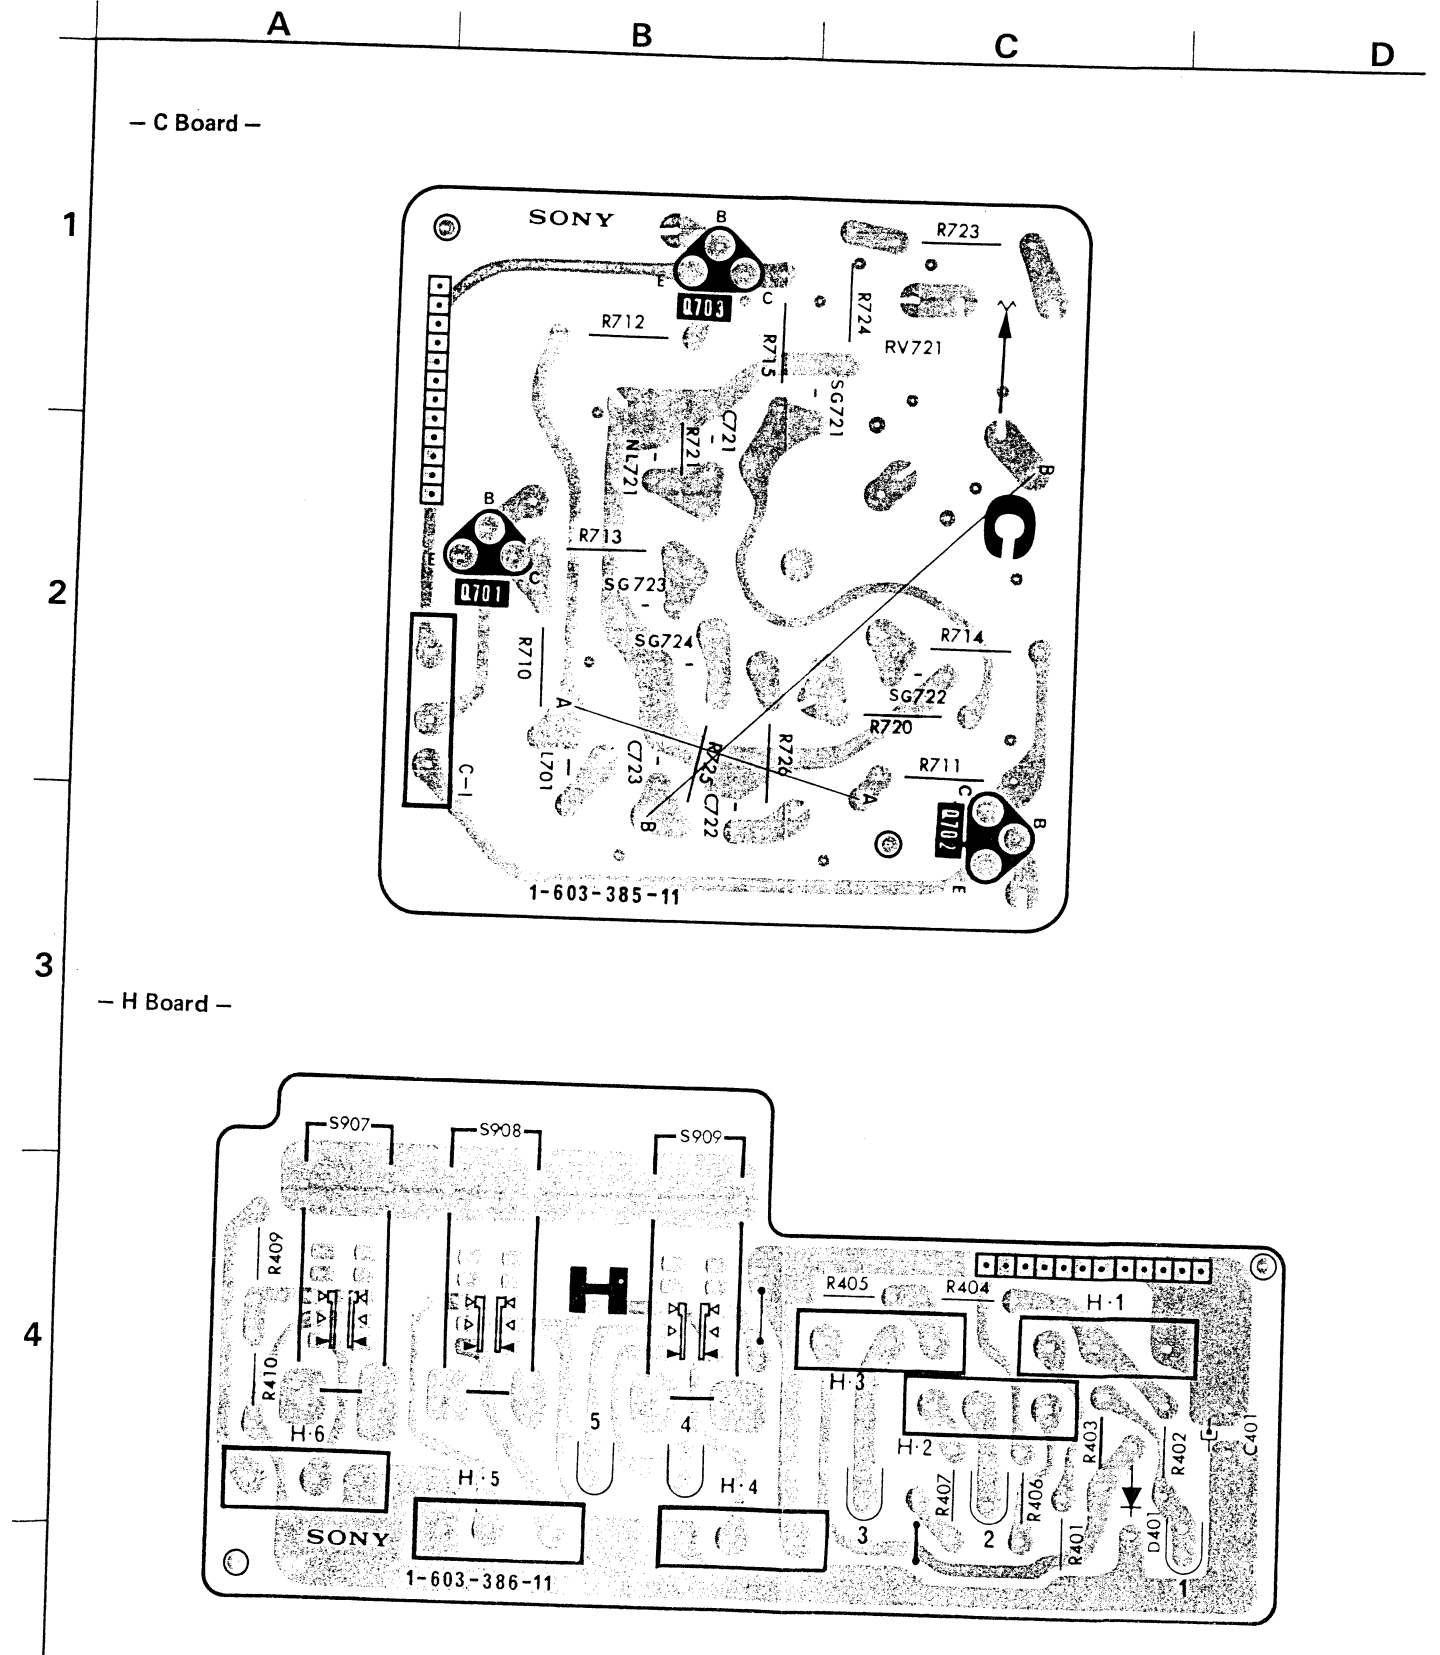 A B C D
— C Board —
1
SONY
B
E
C
Q703
R723
R712
R715
R724
RV721
SG721
C721
R721
NL721
B
B
C
2
C
Q701
R713
SG723
SG724
R710
R714
SG722
R720
A
L701
C723
R725
R726
C722
B
A
R711
C-1
C
B
E
Q702
1-603-385-11
3
— H Board —
S907
S908
S909
R409
H
R405
R404
H·1
4
R410
H·3
H·6
5
4
H·2
R403
R402
C401
H·5
H·4
R407
R406
3
2
R401
D401
1
SONY
1-603-386-11